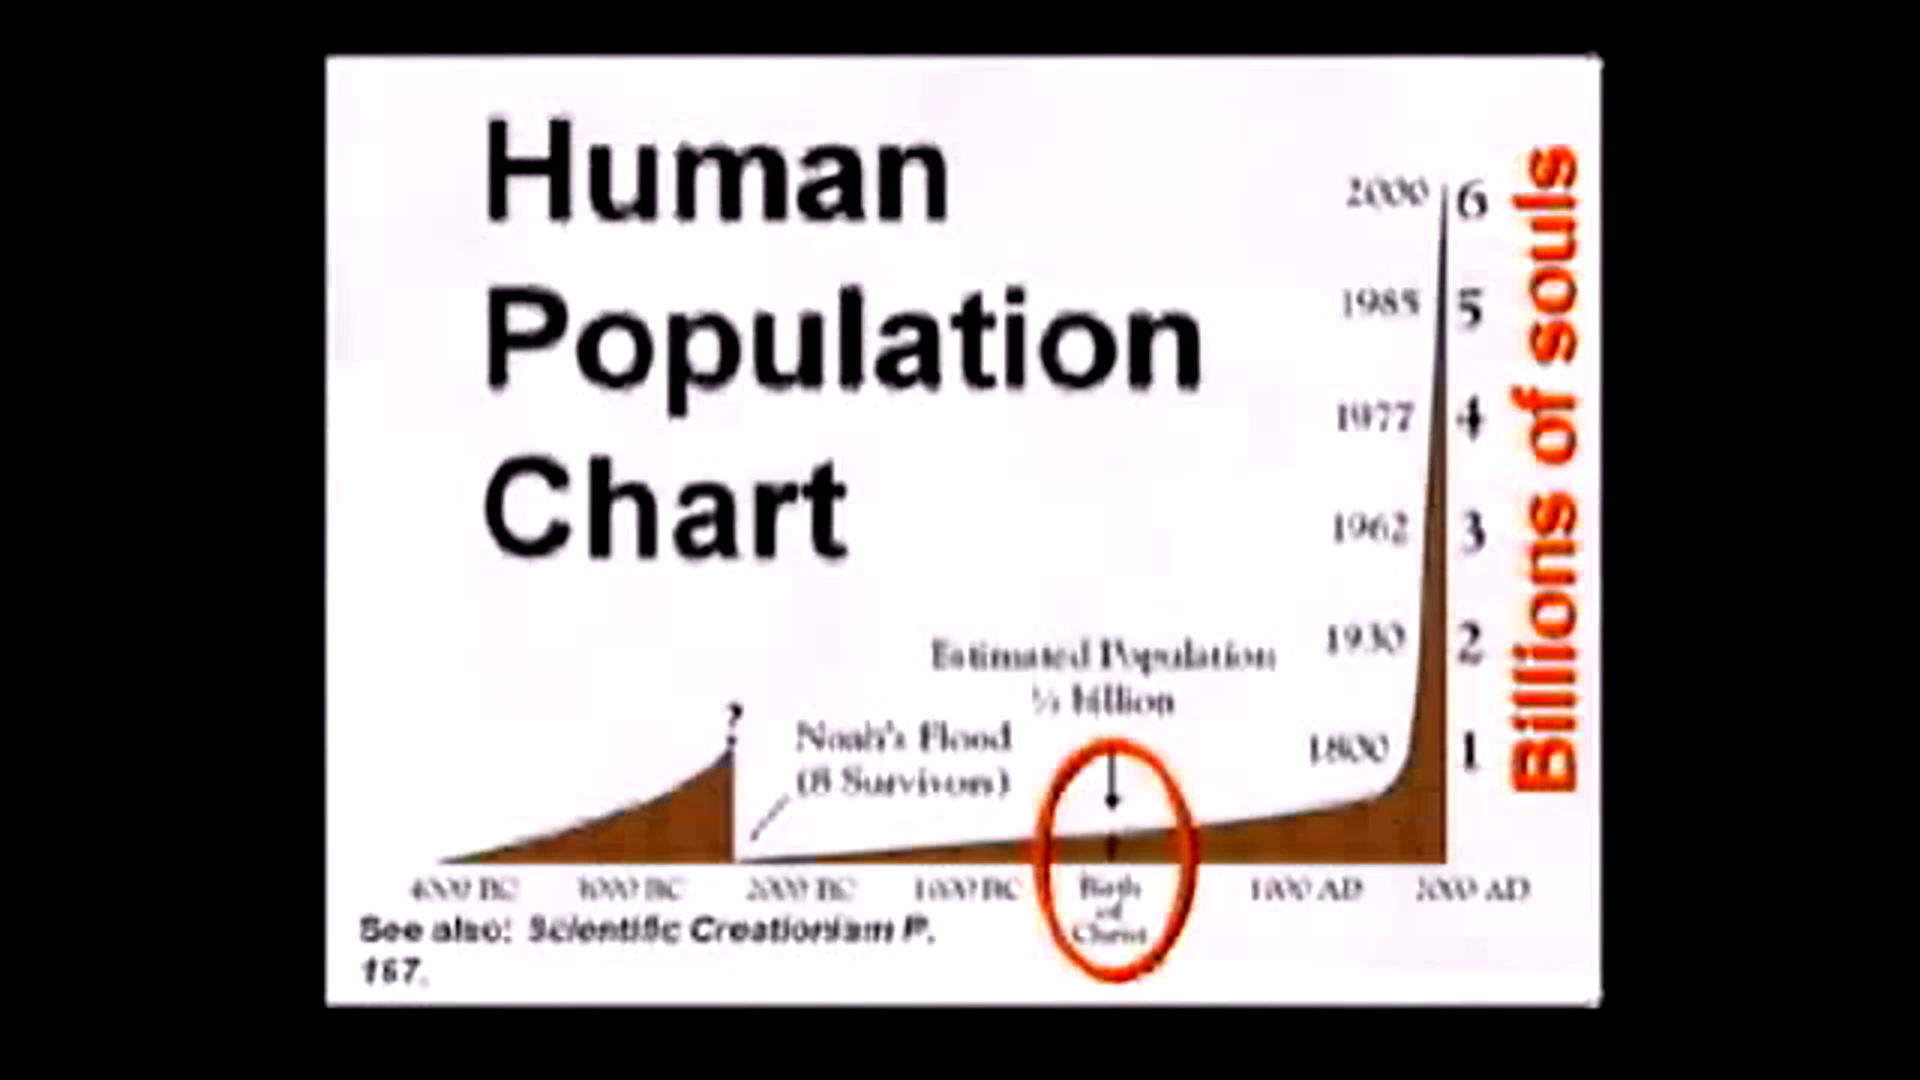 Human
Population
Chart
2000 6
1985 5
1977 4
1962 3
1930 2
1800 1
Billions of souls
Estimated Population
billion
?
Noah's Flood
(8 Survivors)
4000 BC 3000 BC 2000 BC 1000 BC Birth of Christ 1000 AD 2000 AD
See also: Scientific Creationism P.
167.